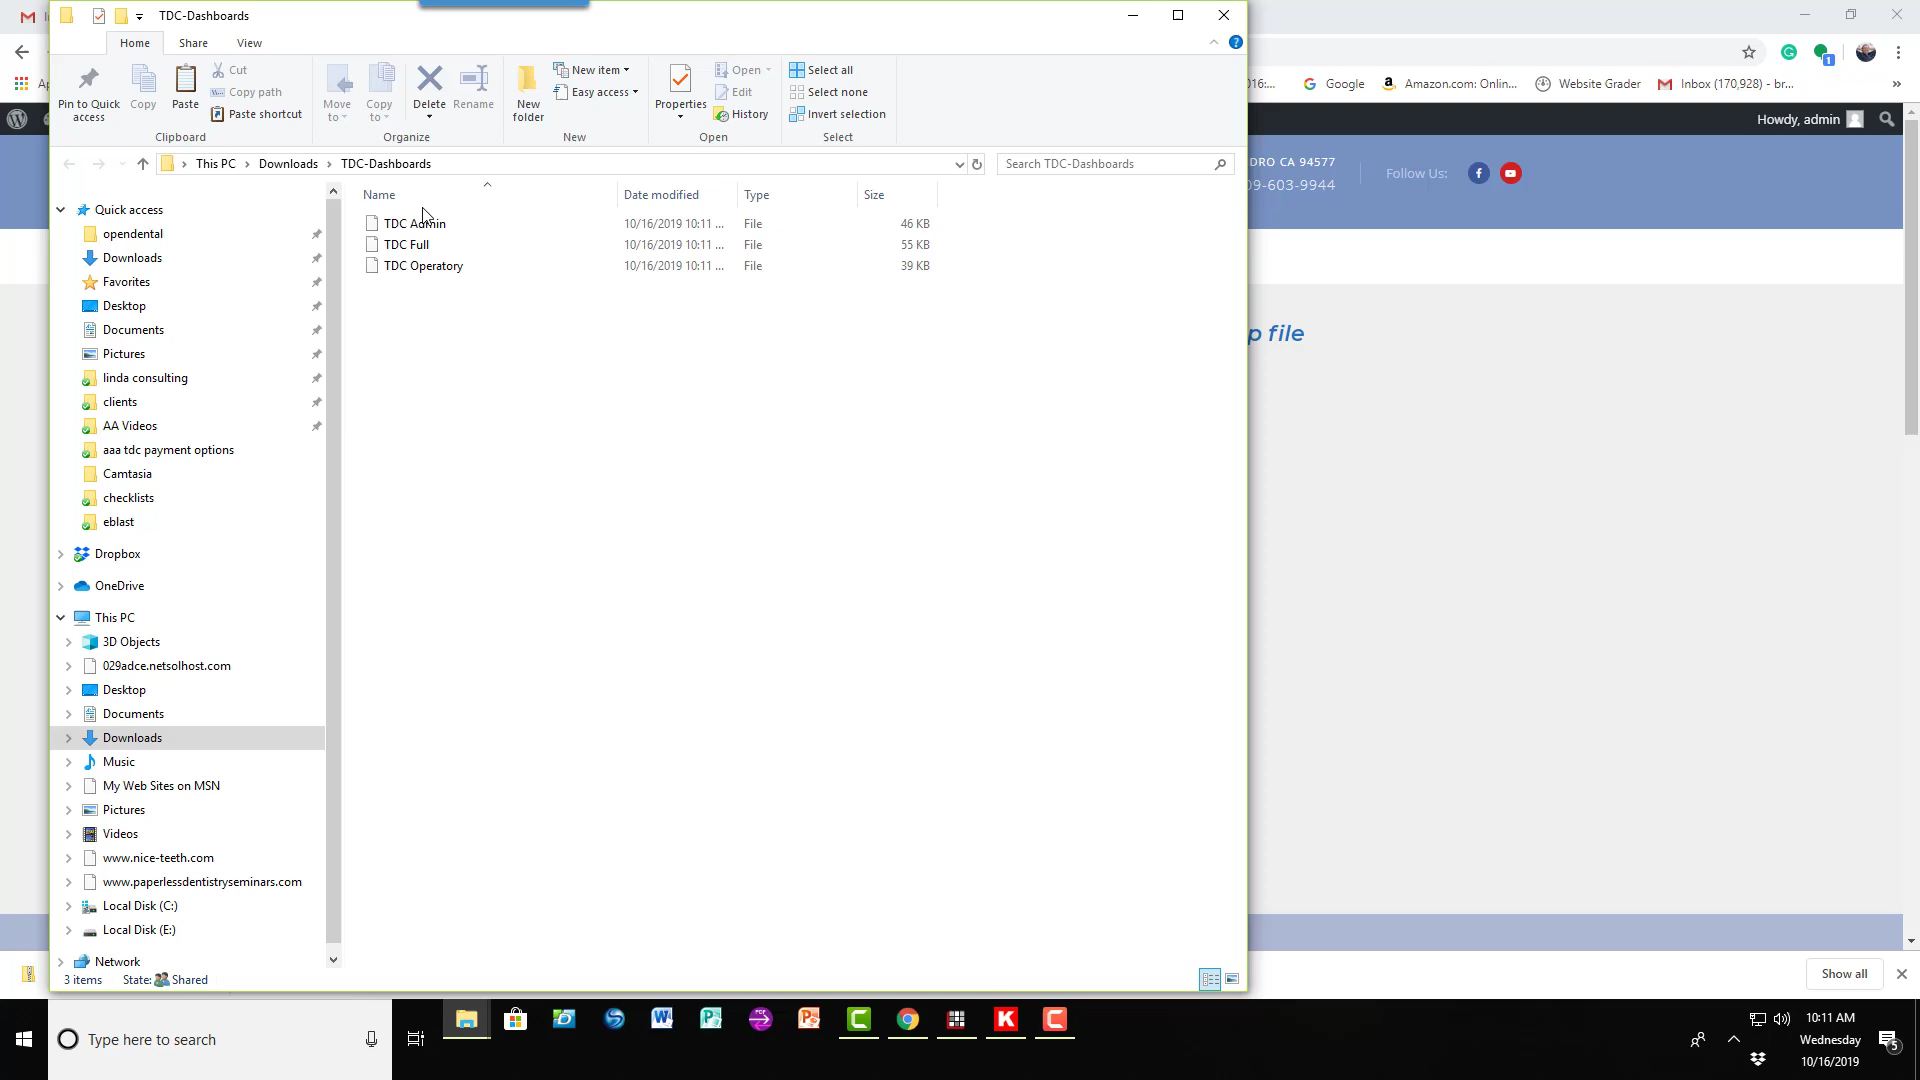 TDC-Dashboards
Home
Share
View
Pin to Quick access
Copy
Paste
Cut
Copy path
Paste shortcut
Clipboard
Move to
Copy to
Delete
Rename
Organize
New folder
New item
Easy access
New
Properties
Open
Edit
History
Open
Select all
Select none
Invert selection
Select
This PC > Downloads > TDC-Dashboards
Search TDC-Dashboards
Name
Date modified
Type
Size
TDC Admin 10/16/2019 10:11 ... File 46 KB
TDC Full 10/16/2019 10:11 ... File 55 KB
TDC Operatory 10/16/2019 10:11 ... File 39 KB
Quick access
opendental
Downloads
Favorites
Desktop
Documents
Pictures
linda consulting
clients
AA Videos
aaa tdc payment options
Camtasia
checklists
eblast
Dropbox
OneDrive
This PC
3D Objects
029adce.netsolhost.com
Desktop
Documents
Downloads
Music
My Web Sites on MSN
Pictures
Videos
www.nice-teeth.com
www.paperlessdentistryseminars.com
Local Disk (C:)
Local Disk (E:)
Network
3 items State: Shared
016:...
Google
Amazon.com: Onlin...
Website Grader
Inbox (170,928) - br...
Howdy, admin
DRO CA 94577
09-603-9944
Follow Us:
p file
Show all
Type here to search
10:11 AM
Wednesday
10/16/2019
5